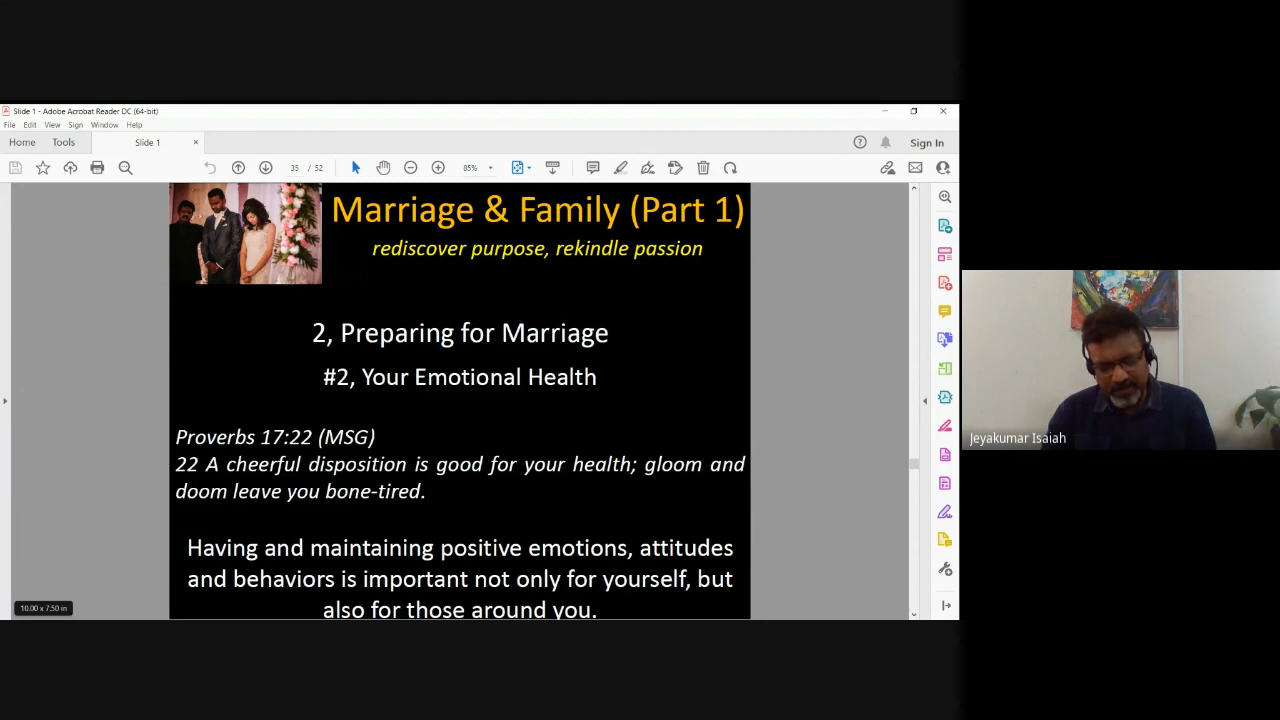 Slide 1 - Adobe Acrobat Reader DC (64-bit)
File Edit View Sign Window Help
Home Tools Slide 1 Sign In
35 / 52 85%
Marriage & Family (Part 1)
rediscover purpose, rekindle passion
2, Preparing for Marriage
#2, Your Emotional Health
Proverbs 17:22 (MSG)
22 A cheerful disposition is good for your health; gloom and
doom leave you bone-tired.
Having and maintaining positive emotions, attitudes
and behaviors is important not only for yourself, but
also for those around you.
10.00 x 7.50 in
Jeyakumar Isaiah